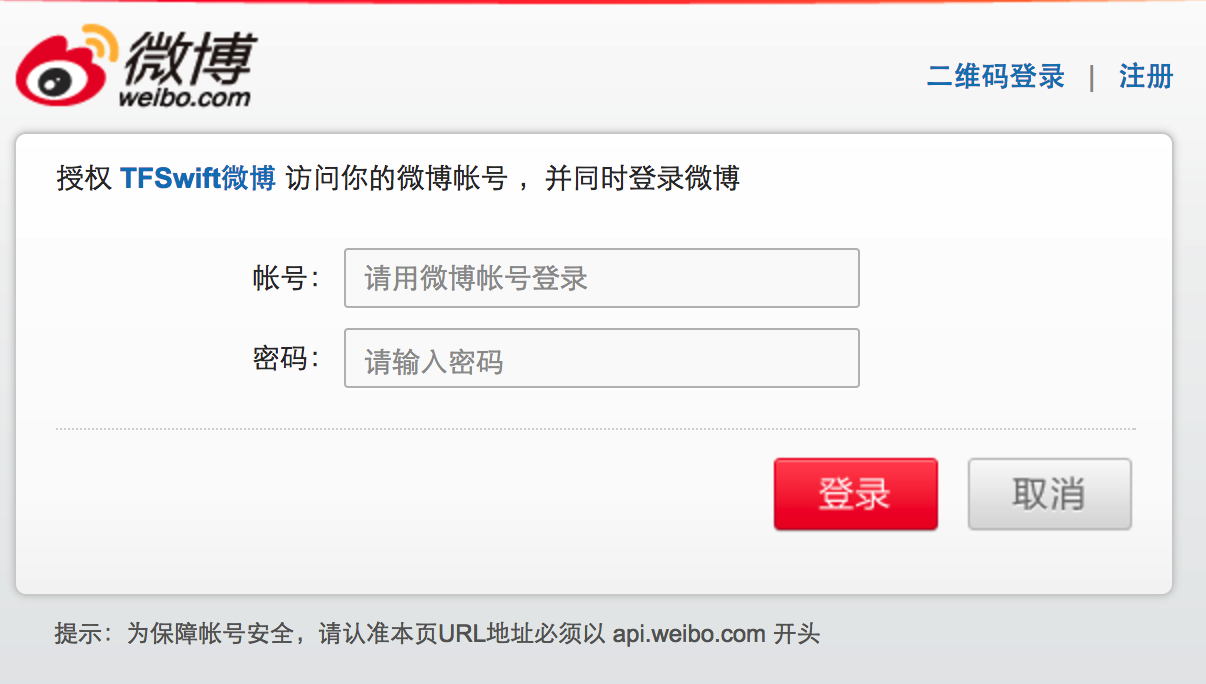 微博
weibo.com
二维码登录 | 注册
授权 TFSwift微博 访问你的微博帐号，并同时登录微博
帐号： 请用微博帐号登录
密码： 请输入密码
登录 取消
提示：为保障帐号安全，请认准本页URL地址必须以 api.weibo.com 开头